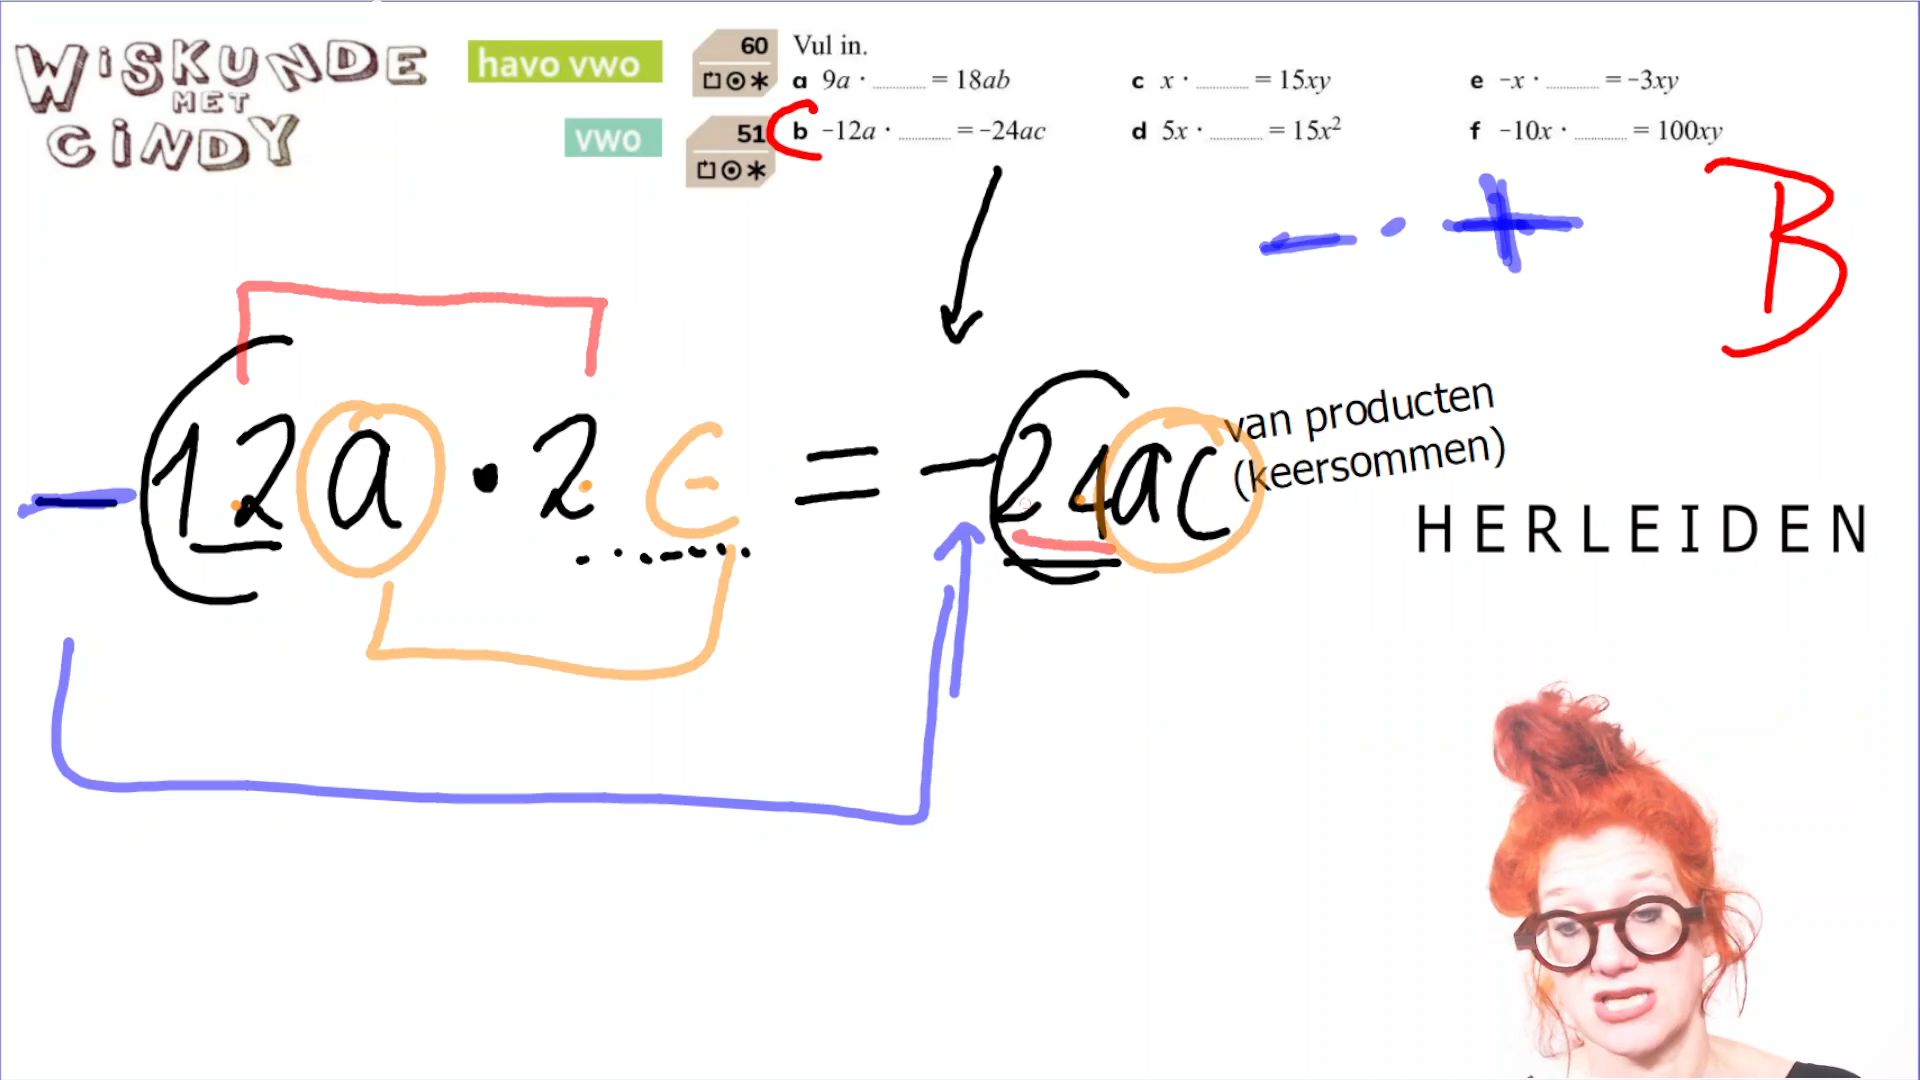 WiSKUNDE
MET
CiNDY
havo vwo
vwo
60
51
Vul in.
a 9a · ........... = 18ab
b -12a · ........... = -24ac
c x · ........... = 15xy
d 5x · ........... = 15x²
e -x · ........... = -3xy
f -10x · ........... = 100xy
- · +
B
-12a · 2c = -24ac
van producten
(keersommen)
HERLEIDEN